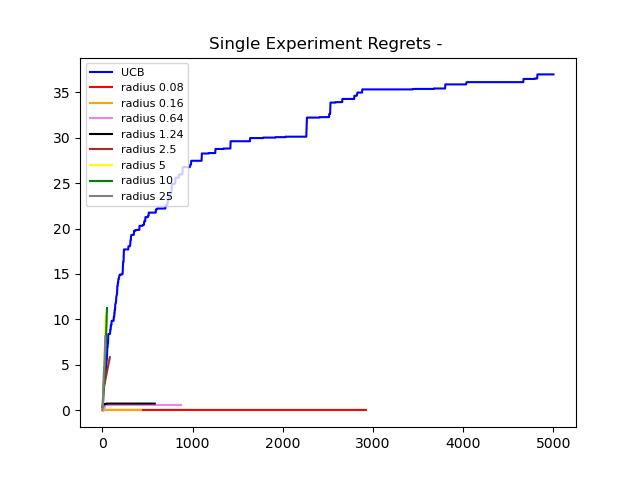 Single Experiment Regrets -
UCB
radius 0.08
radius 0.16
radius 0.64
radius 1.24
radius 2.5
radius 5
radius 10
radius 25
35
30
25
20
15
10
5
0
0 1000 2000 3000 4000 5000